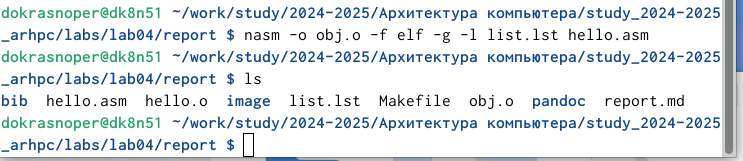 dokrasnoper@dk8n51 ~/work/study/2024-2025/Архитектура компьютера/study_2024-2025
_arhpc/labs/lab04/report $ nasm -o obj.o -f elf -g -l list.lst hello.asm
dokrasnoper@dk8n51 ~/work/study/2024-2025/Архитектура компьютера/study_2024-2025
_arhpc/labs/lab04/report $ ls
bib hello.asm hello.o image list.lst Makefile obj.o pandoc report.md
dokrasnoper@dk8n51 ~/work/study/2024-2025/Архитектура компьютера/study_2024-2025
_arhpc/labs/lab04/report $